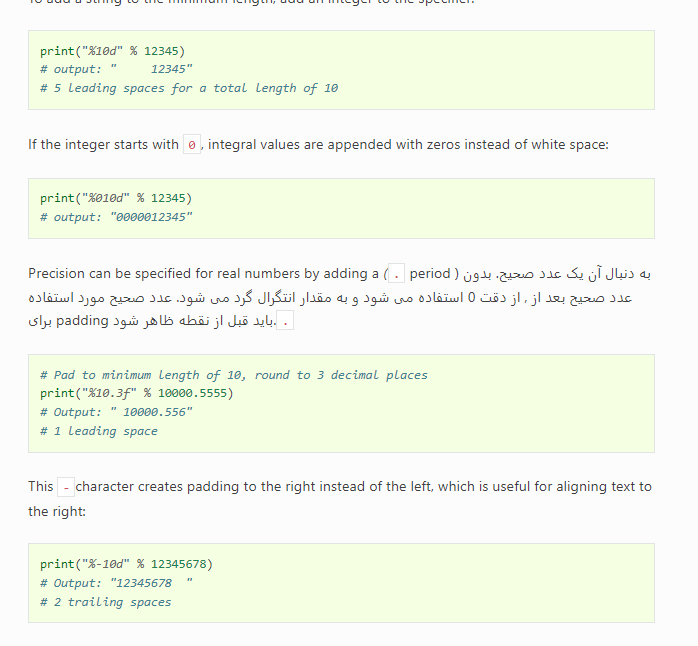 To add a string to the minimum length, add an integer to the specifier:
print("%10d" % 12345)
# output: "     12345"
# 5 leading spaces for a total length of 10
If the integer starts with 0, integral values are appended with zeros instead of white space:
print("%010d" % 12345)
# output: "0000012345"
Precision can be specified for real numbers by adding a ( . period ) به دنبال آن یک عدد صحیح. بدون
عدد صحیح بعد از , از دقت 0 استفاده می شود و به مقدار انتگرال گرد می شود. عدد صحیح مورد استفاده
برای padding باید قبل از نقطه ظاهر شود. .
# Pad to minimum length of 10, round to 3 decimal places
print("%10.3f" % 10000.5555)
# Output: " 10000.556"
# 1 leading space
This - character creates padding to the right instead of the left, which is useful for aligning text to
the right:
print("%-10d" % 12345678)
# Output: "12345678  "
# 2 trailing spaces